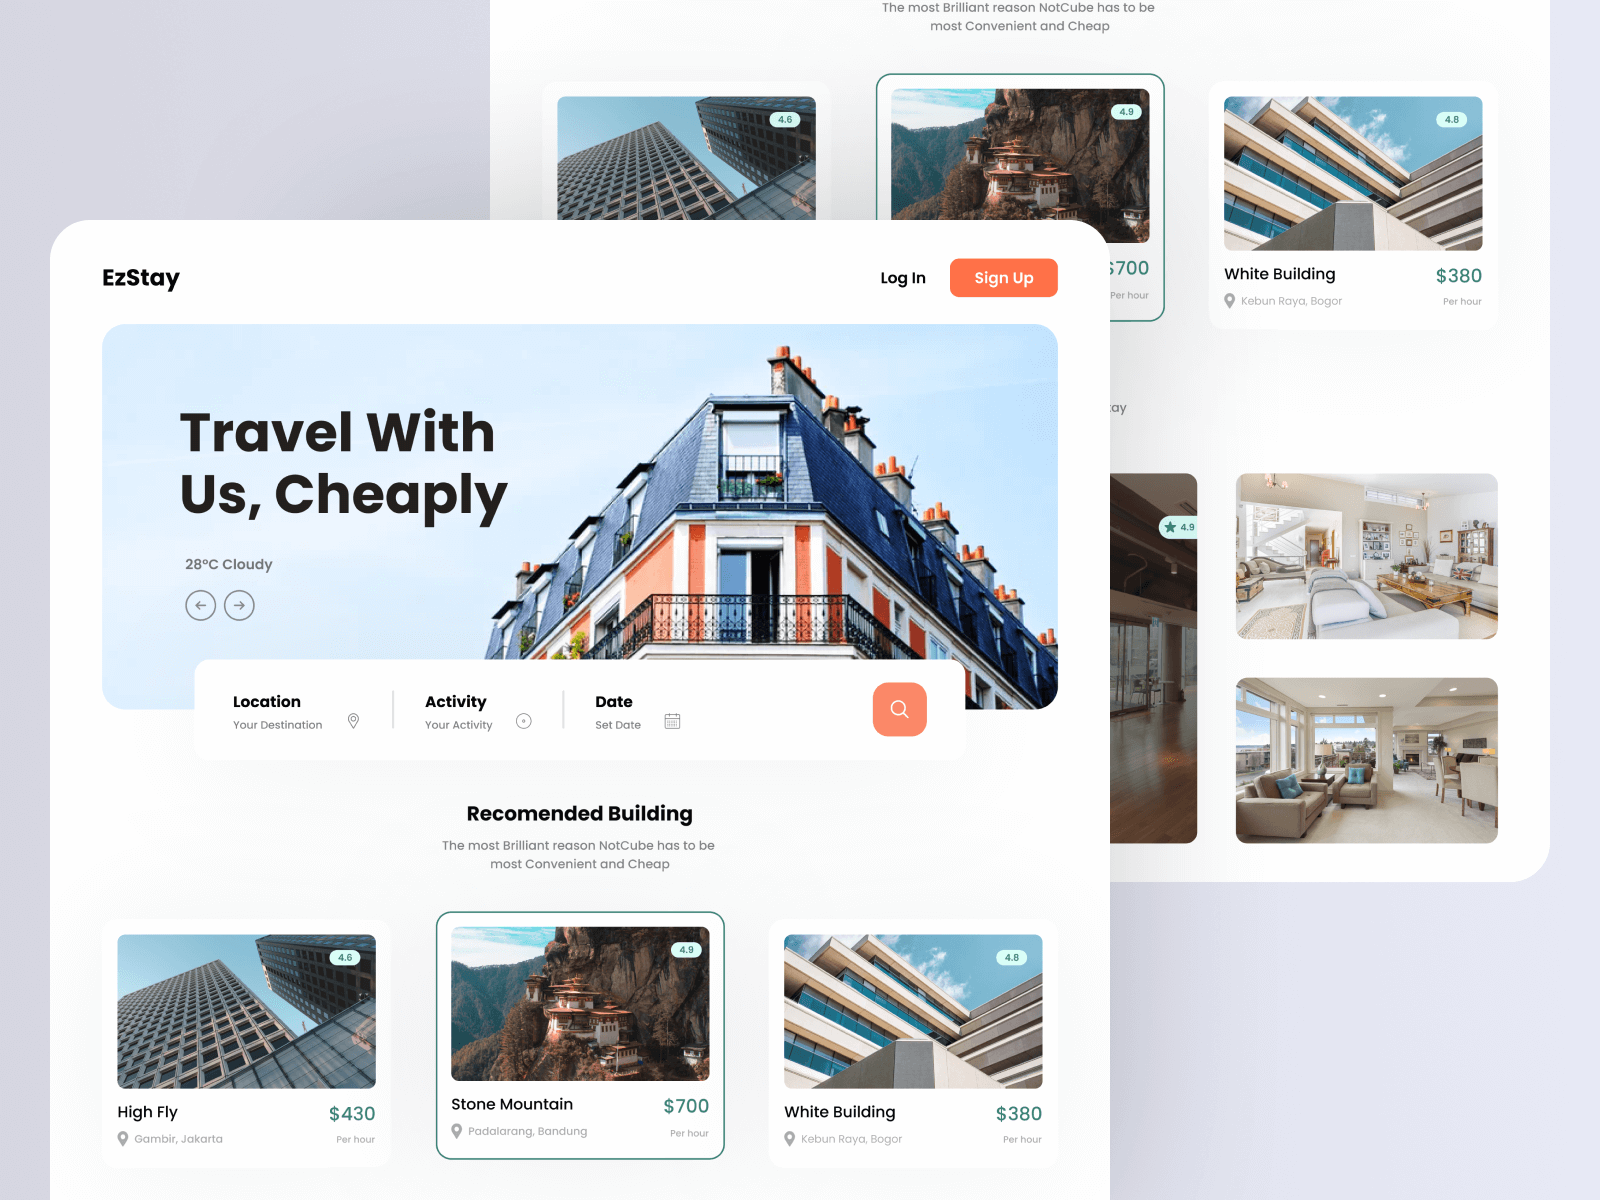 The most Brilliant reason NotCube has to be
most Convenient and Cheap
4.6
4.9
4.8
$700
Per hour
White Building
$380
Kebun Raya, Bogor
Per hour
4.9
EzStay
Log In
Sign Up
Travel With
Us, Cheaply
28°C Cloudy
Location
Your Destination
Activity
Your Activity
Date
Set Date
Recomended Building
The most Brilliant reason NotCube has to be
most Convenient and Cheap
4.6
High Fly
$430
Gambir, Jakarta
Per hour
4.9
Stone Mountain
$700
Padalarang, Bandung
Per hour
4.8
White Building
$380
Kebun Raya, Bogor
Per hour